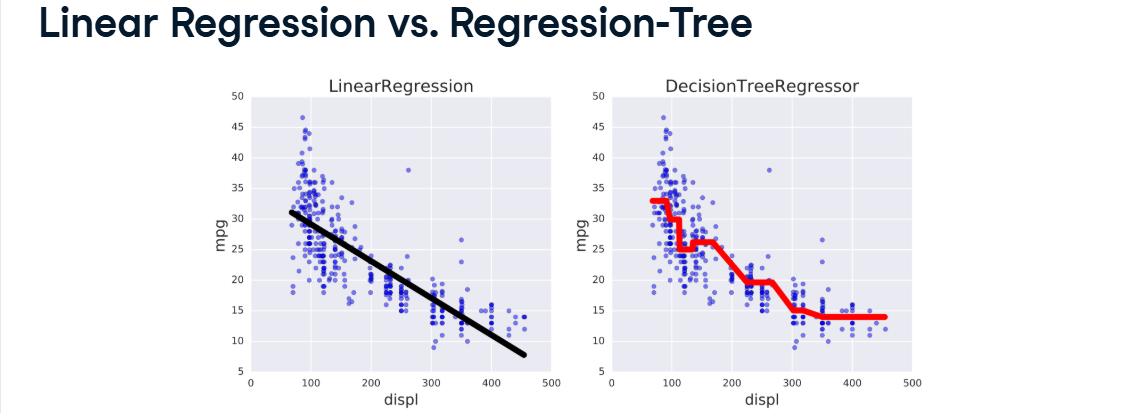 Linear Regression vs. Regression-Tree
LinearRegression
50
45
40
35
30
25
20
15
10
5
mpg
0 100 200 300 400 500
displ
DecisionTreeRegressor
50
45
40
35
30
25
20
15
10
5
mpg
0 100 200 300 400 500
displ